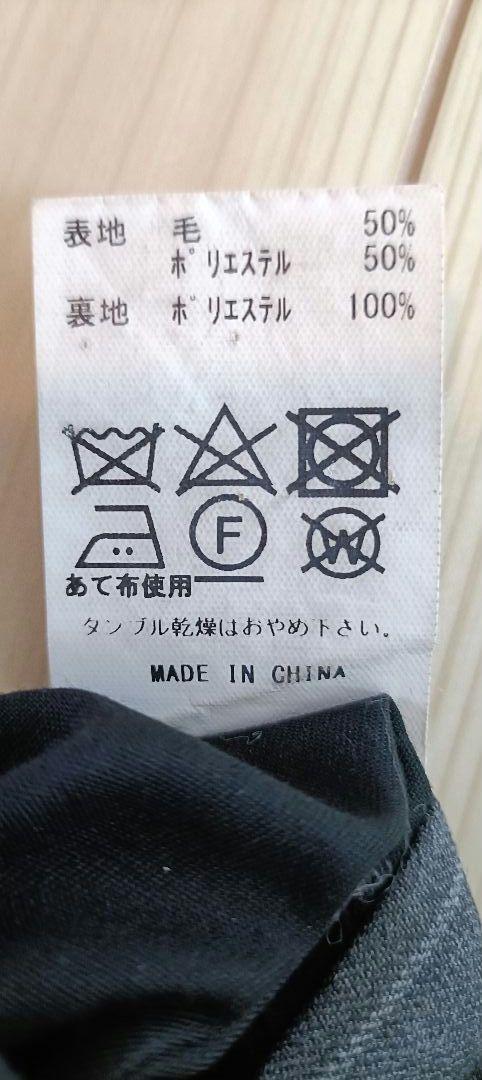 表地 毛 50%
ポリエステル 50%
裏地 ポリエステル 100%
F
W
あて布使用
タンブル乾燥はおやめ下さい。
MADE IN CHINA